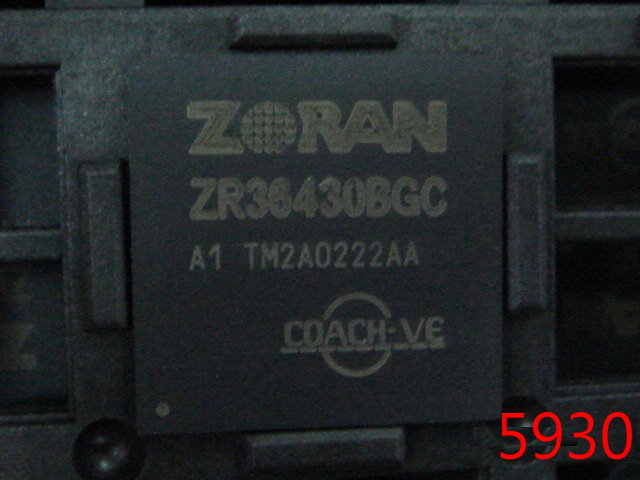 ZORAN
ZR36430BGC
A1 TM2A0222AA
COACH-VE
5930